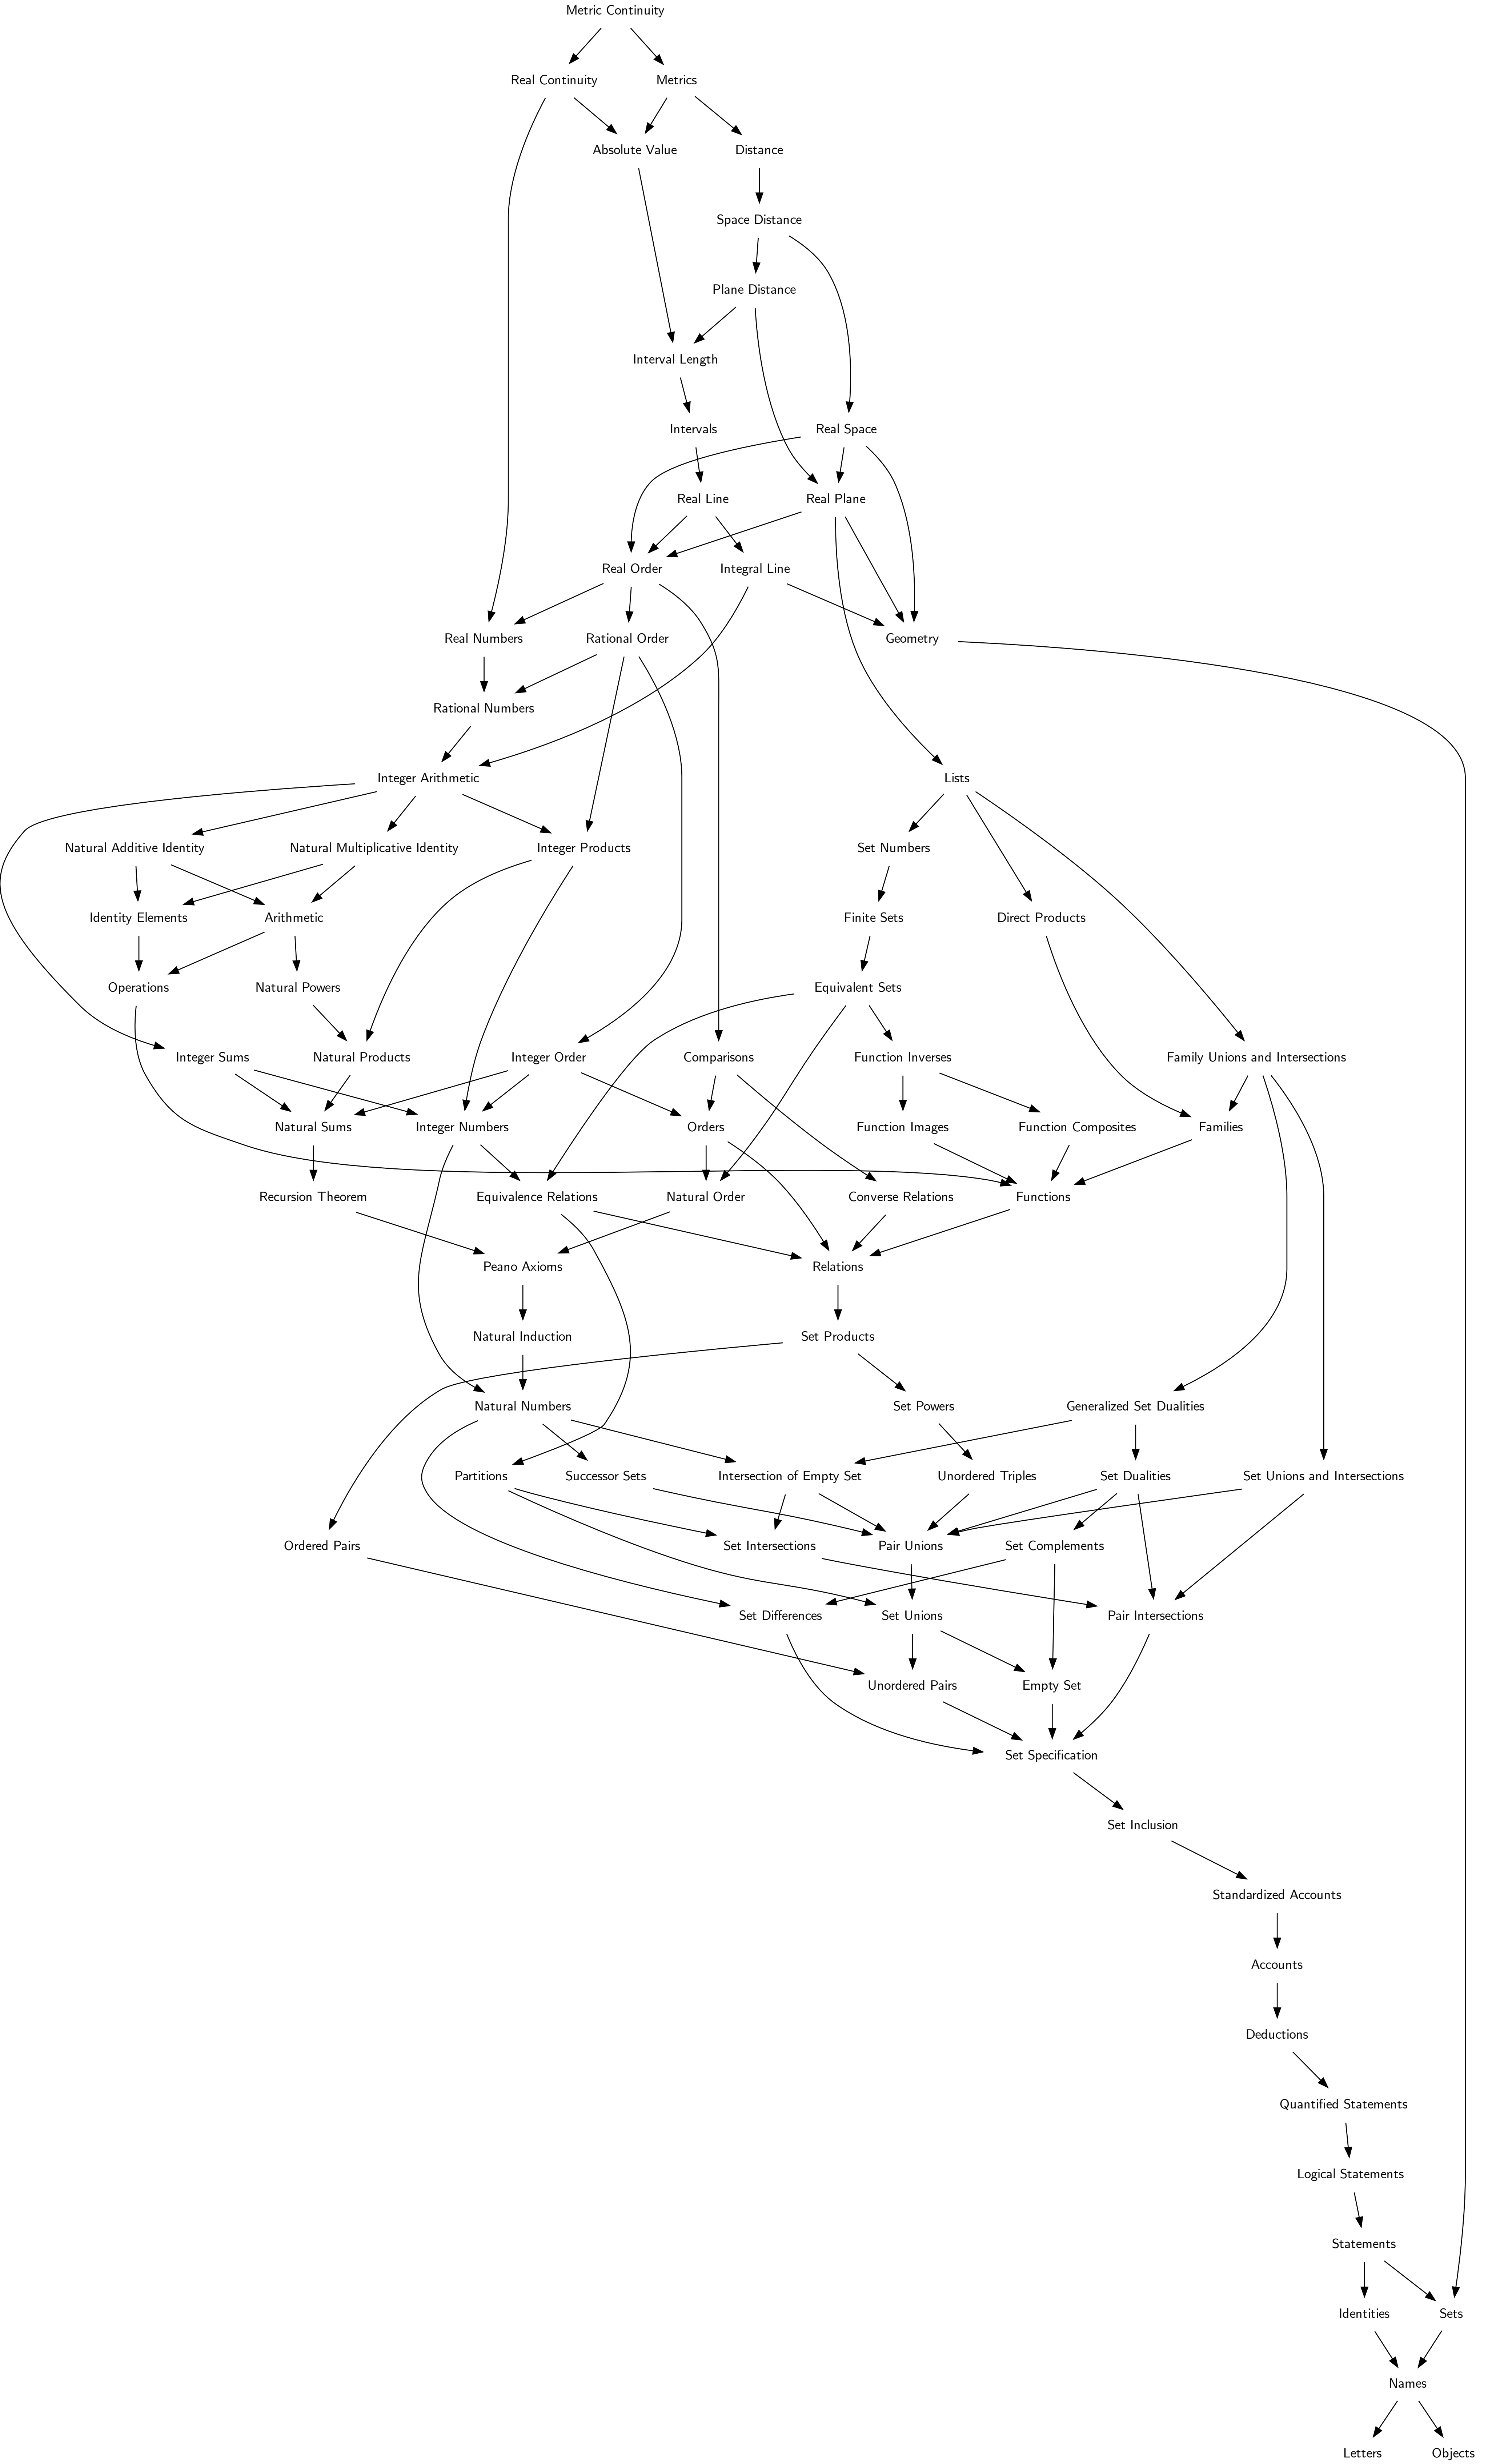 Metric Continuity
Real Continuity
Metrics
Absolute Value
Distance
Space Distance
Plane Distance
Interval Length
Intervals
Real Space
Real Line
Real Plane
Real Order
Integral Line
Real Numbers
Rational Order
Geometry
Rational Numbers
Integer Arithmetic
Lists
Natural Additive Identity
Natural Multiplicative Identity
Integer Products
Set Numbers
Identity Elements
Arithmetic
Finite Sets
Direct Products
Operations
Natural Powers
Equivalent Sets
Integer Sums
Natural Products
Integer Order
Comparisons
Function Inverses
Family Unions and Intersections
Natural Sums
Integer Numbers
Orders
Function Images
Function Composites
Families
Recursion Theorem
Equivalence Relations
Natural Order
Converse Relations
Functions
Peano Axioms
Relations
Natural Induction
Set Products
Natural Numbers
Set Powers
Generalized Set Dualities
Partitions
Successor Sets
Intersection of Empty Set
Unordered Triples
Set Dualities
Set Unions and Intersections
Ordered Pairs
Set Intersections
Pair Unions
Set Complements
Set Differences
Set Unions
Pair Intersections
Unordered Pairs
Empty Set
Set Specification
Set Inclusion
Standardized Accounts
Accounts
Deductions
Quantified Statements
Logical Statements
Statements
Identities
Sets
Names
Letters
Objects